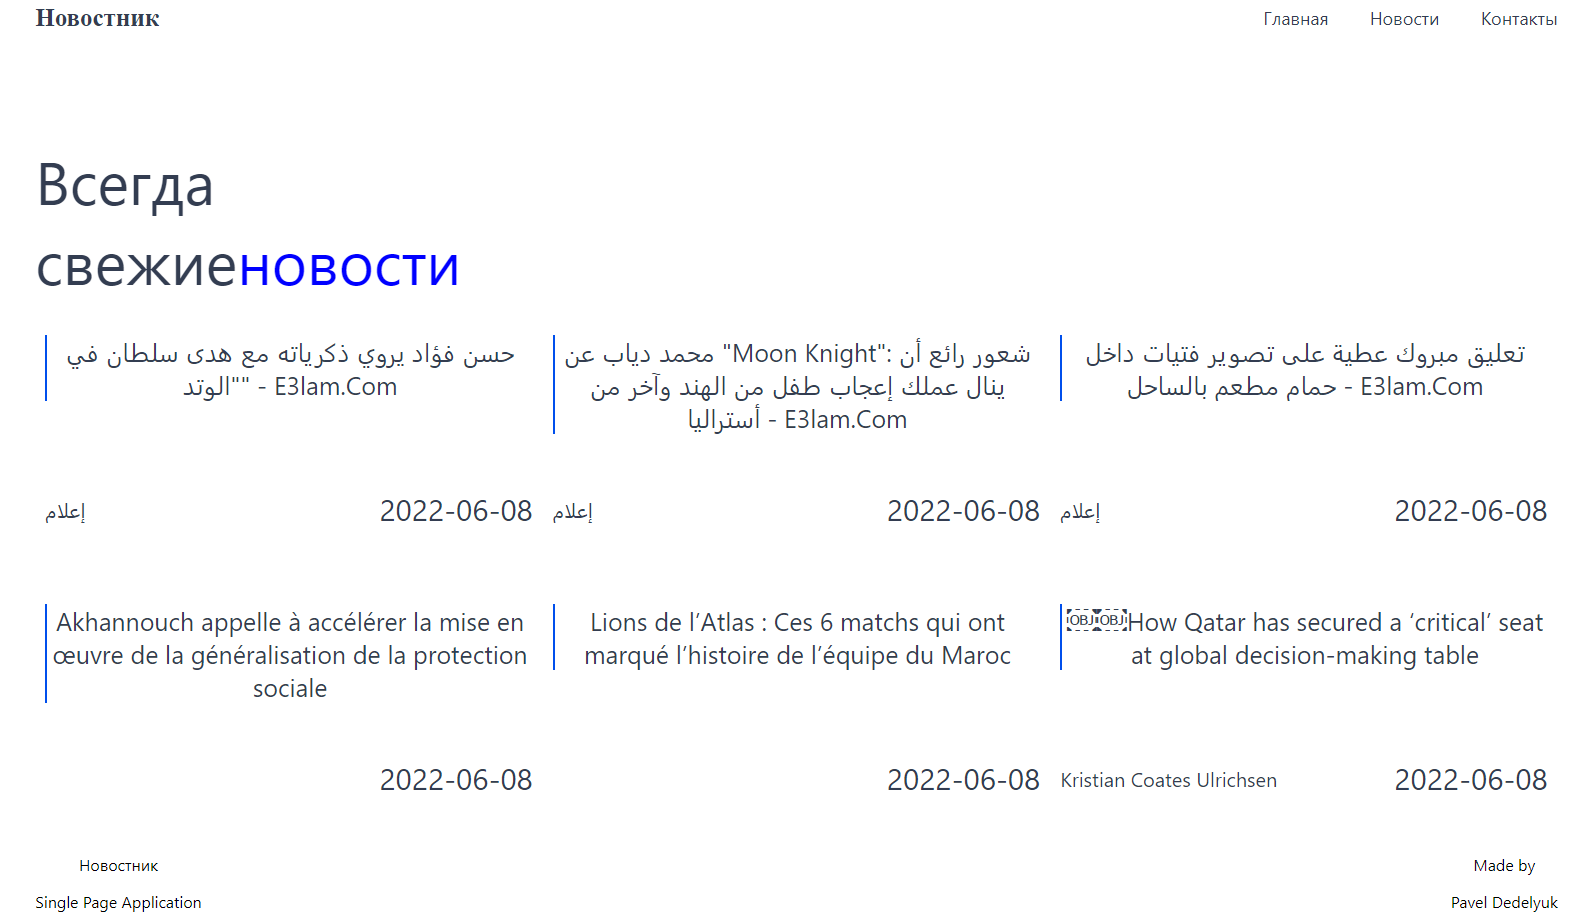 Новостник
Главная Новости Контакты
Всегда
свежиеновости
حسن فؤاد يروي ذكرياته مع هدى سلطان في
الوتد"" - E3lam.Com
محمد دياب عن "Moon Knight": شعور رائع أن
ينال عملك إعجاب طفل من الهند وآخر من
أستراليا - E3lam.Com
تعليق مبروك عطية على تصوير فتيات داخل
حمام مطعم بالساحل - E3lam.Com
إعلام 2022-06-08
إعلام 2022-06-08
إعلام 2022-06-08
Akhannouch appelle à accélérer la mise en
œuvre de la généralisation de la protection
sociale
Lions de l’Atlas : Ces 6 matchs qui ont
marqué l’histoire de l’équipe du Maroc
￼￼How Qatar has secured a ‘critical’ seat
at global decision-making table
2022-06-08
2022-06-08
Kristian Coates Ulrichsen 2022-06-08
Новостник
Single Page Application
Made by
Pavel Dedelyuk